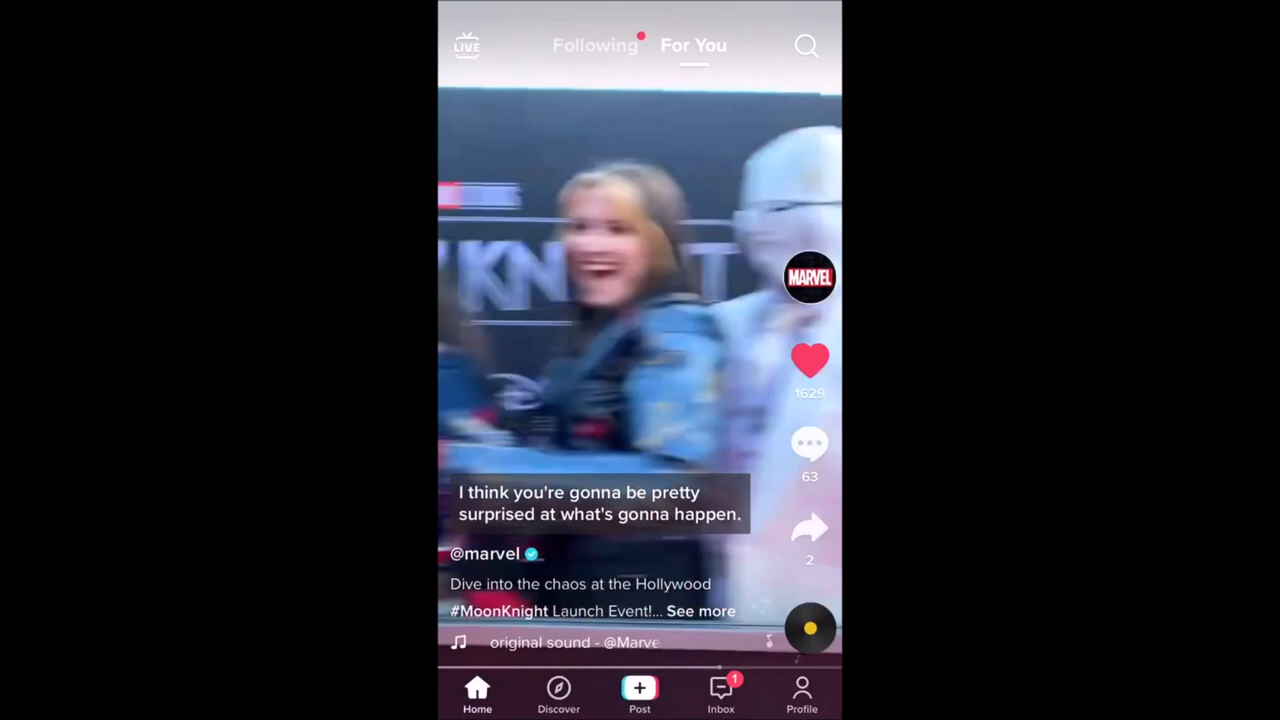 LIVE
Following
For You
KN
T
MARVEL
1629
63
2
I think you're gonna be pretty
surprised at what's gonna happen.
@marvel
Dive into the chaos at the Hollywood
#MoonKnight Launch Event!... See more
original sound - @Marve
Home
Discover
Post
1
Inbox
Profile